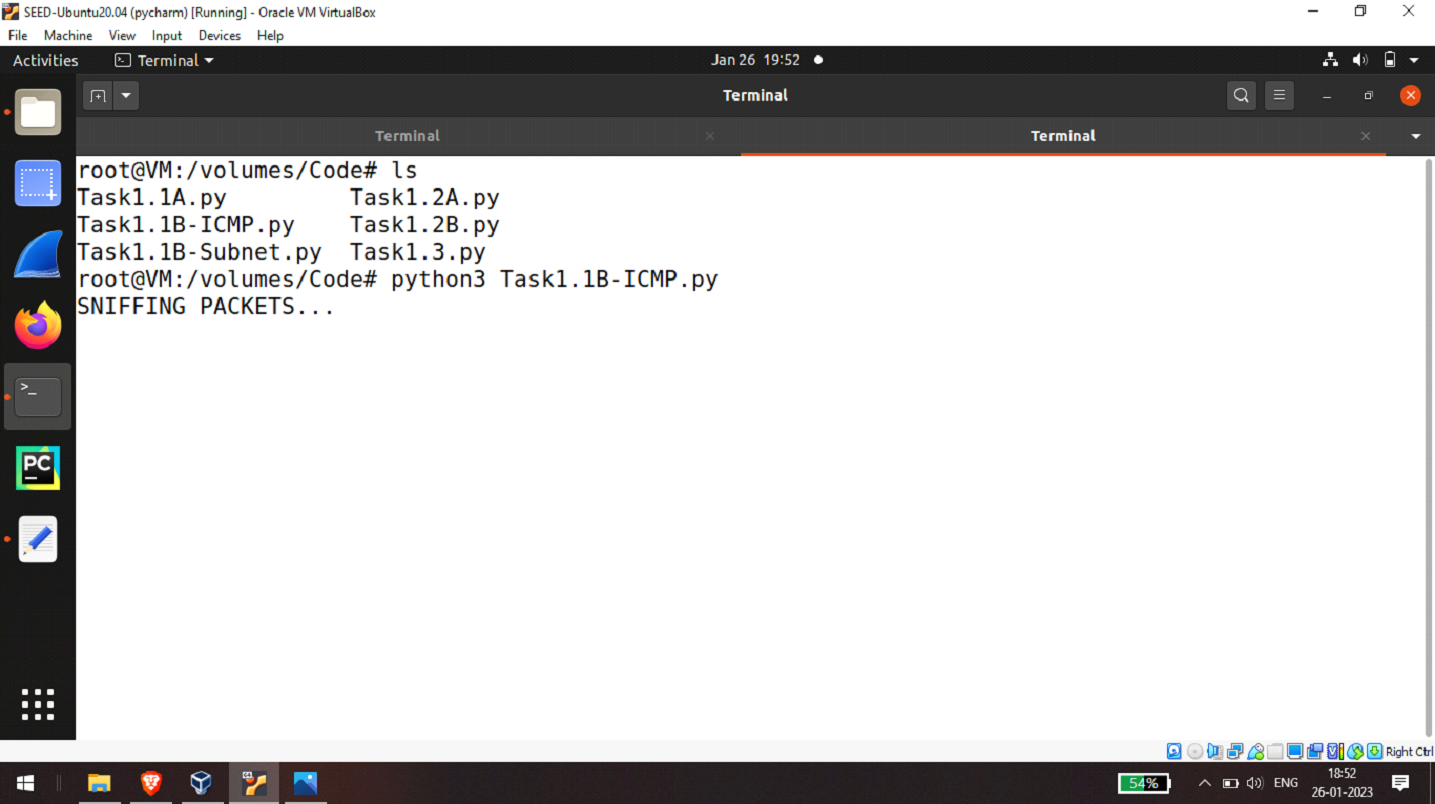 SEED-Ubuntu20.04 (pycharm) [Running] - Oracle VM VirtualBox
File Machine View Input Devices Help
Activities Terminal Jan 26 19:52
Terminal
Terminal Terminal
root@VM:/volumes/Code# ls
Task1.1A.py Task1.2A.py
Task1.1B-ICMP.py Task1.2B.py
Task1.1B-Subnet.py Task1.3.py
root@VM:/volumes/Code# python3 Task1.1B-ICMP.py
SNIFFING PACKETS...
>_
PC
Right Ctrl
64
54% ENG 18:52
26-01-2023